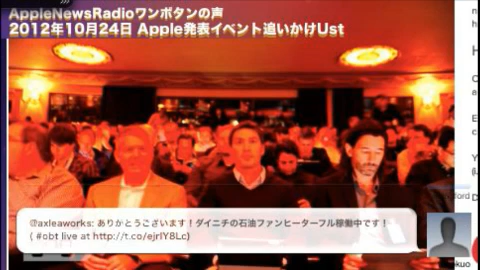 AppleNewsRadioワンボタンの声
2012年10月24日 Apple発表イベント追いかけUst
@axleaworks: ありがとうございます！ダイニチの石油ファンヒーターフル稼働中です！
( #obt live at http://t.co/ejrlY8Lc)